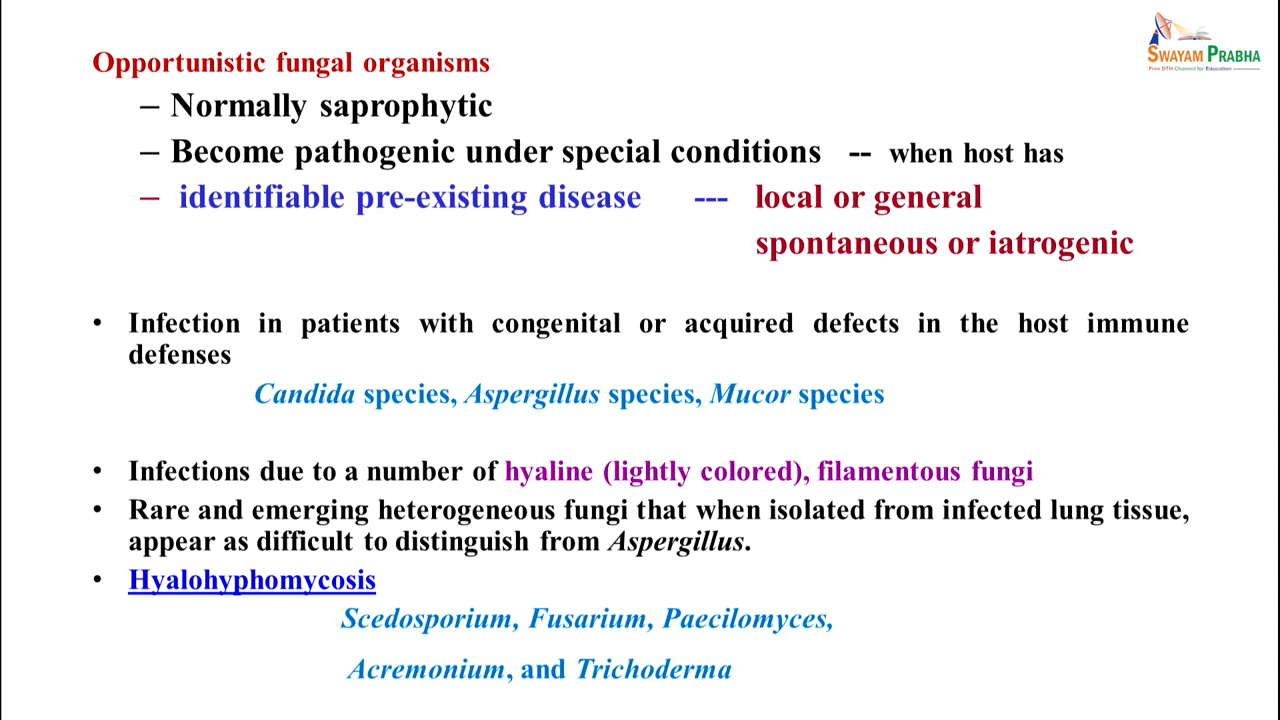 SWAYAM PRABHA
Free DTH Channel for Education
Opportunistic fungal organisms
– Normally saprophytic
– Become pathogenic under special conditions -- when host has
– identifiable pre-existing disease --- local or general
spontaneous or iatrogenic
• Infection in patients with congenital or acquired defects in the host immune
defenses
Candida species, Aspergillus species, Mucor species
• Infections due to a number of hyaline (lightly colored), filamentous fungi
• Rare and emerging heterogeneous fungi that when isolated from infected lung tissue,
appear as difficult to distinguish from Aspergillus.
• Hyalohyphomycosis
Scedosporium, Fusarium, Paecilomyces,
Acremonium, and Trichoderma